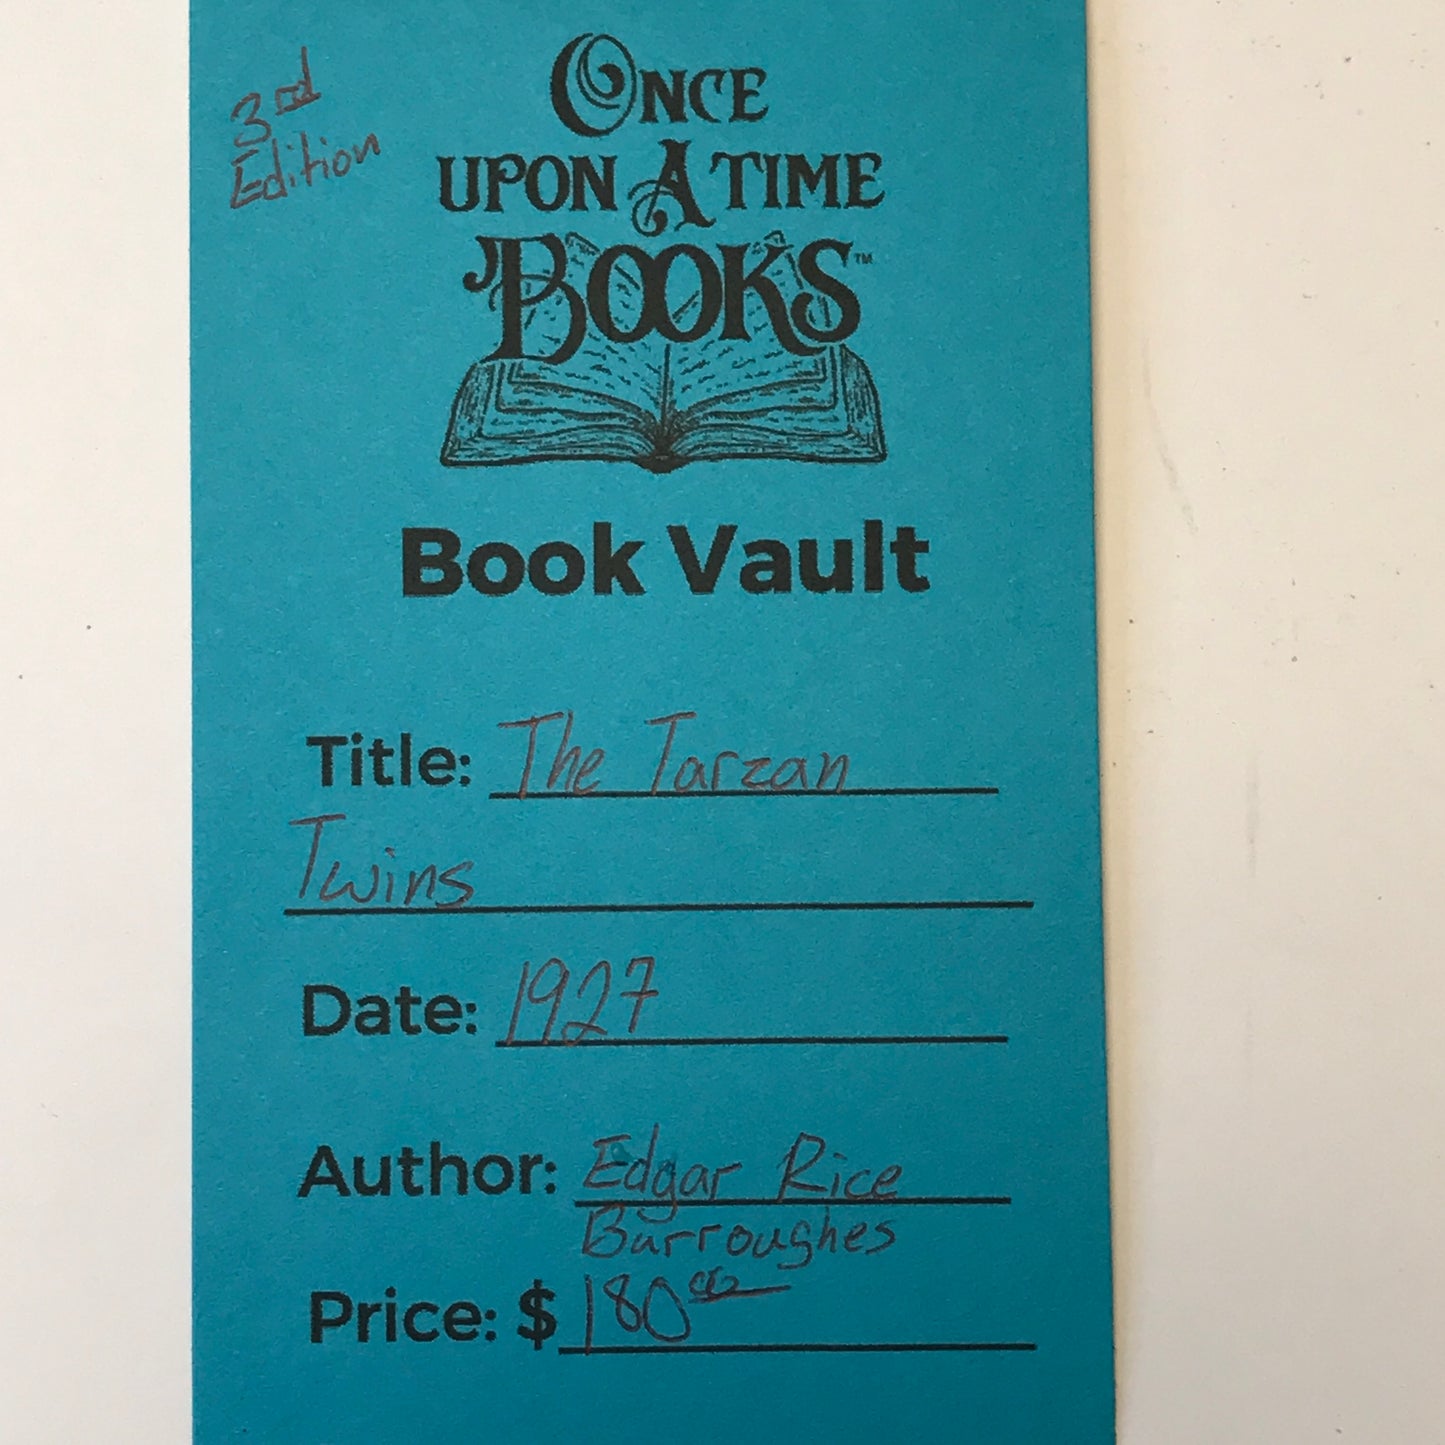 3rd
Edition
ONCE
UPON A TIME
BOOKS™
Book Vault
Title: The Tarzan
Twins
Date: 1927
Author: Edgar Rice
Burroughes
Price: $180.00